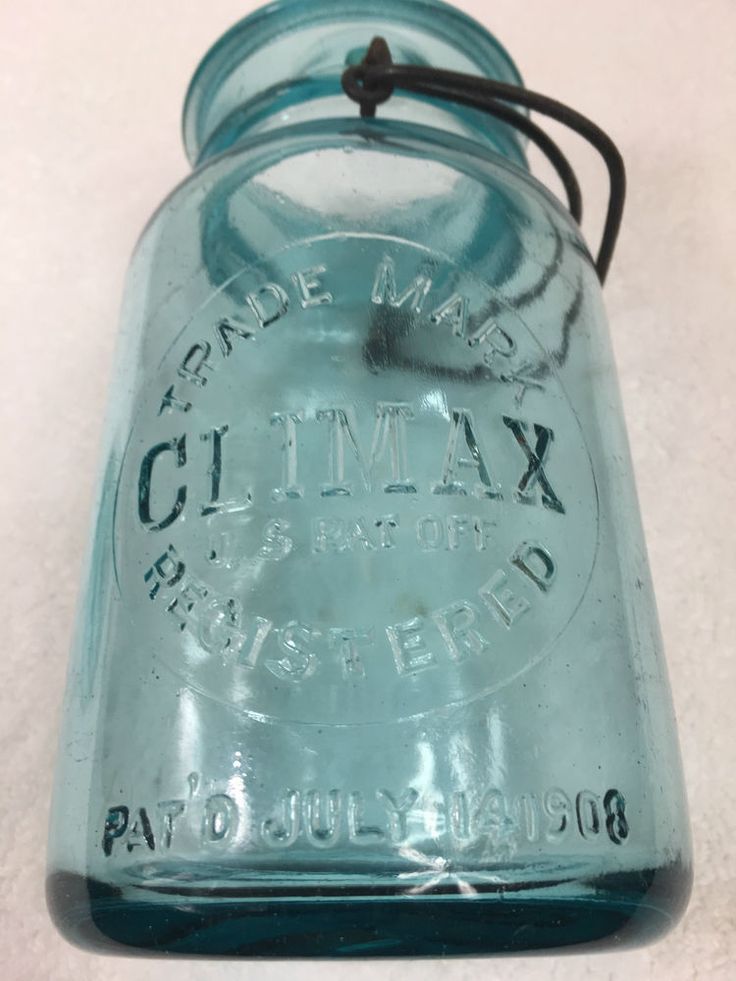 TRADE MARK
CLIMAX
U.S PAT OFF
REGISTERED
PAT'D JULY 14 1908